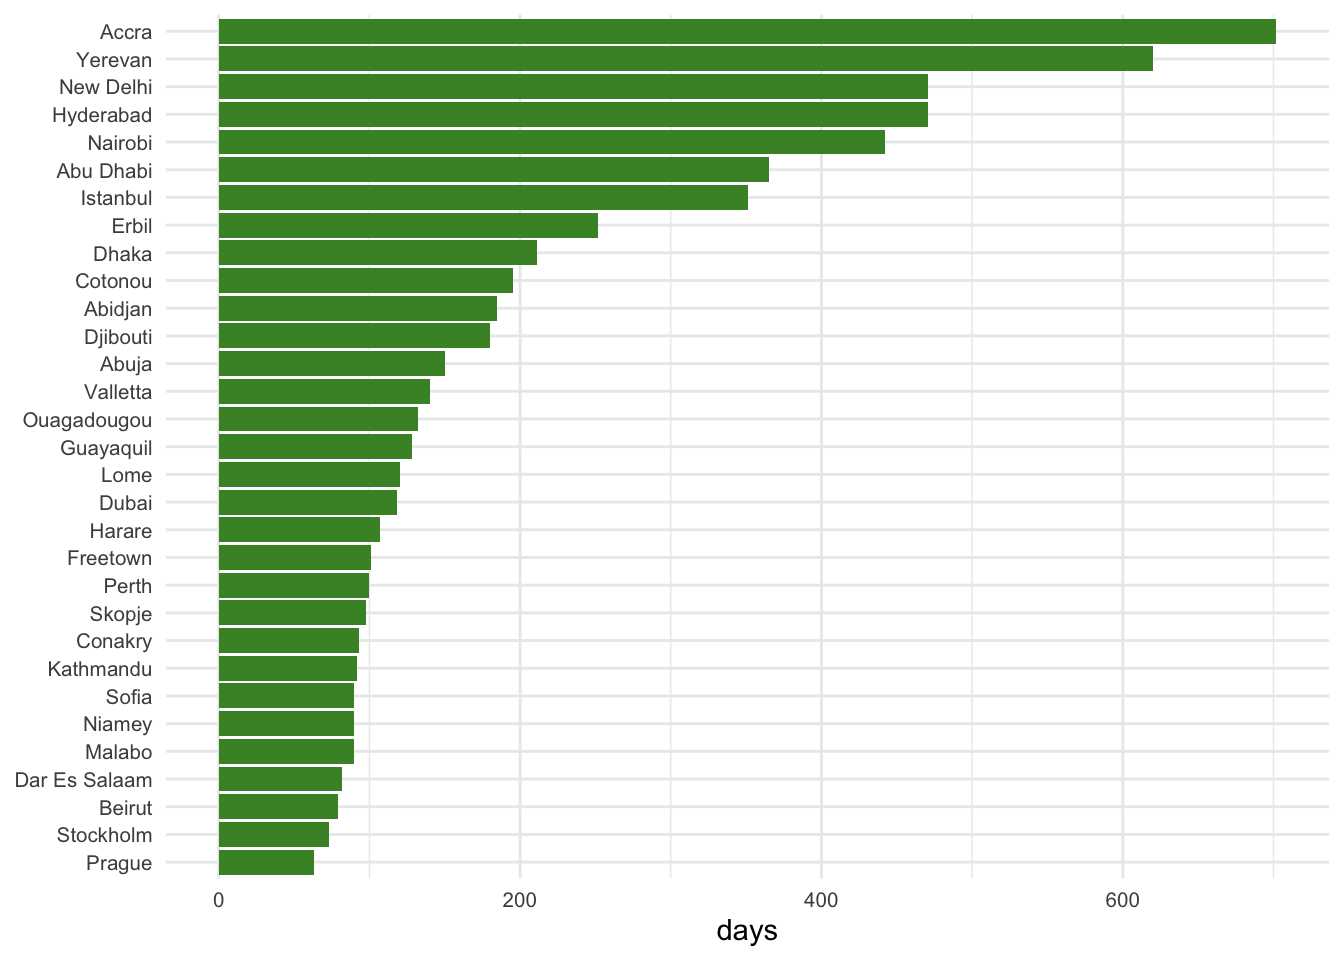 Accra
Yerevan
New Delhi
Hyderabad
Nairobi
Abu Dhabi
Istanbul
Erbil
Dhaka
Cotonou
Abidjan
Djibouti
Abuja
Valletta
Ouagadougou
Guayaquil
Lome
Dubai
Harare
Freetown
Perth
Skopje
Conakry
Kathmandu
Sofia
Niamey
Malabo
Dar Es Salaam
Beirut
Stockholm
Prague
0 200 400 600
days